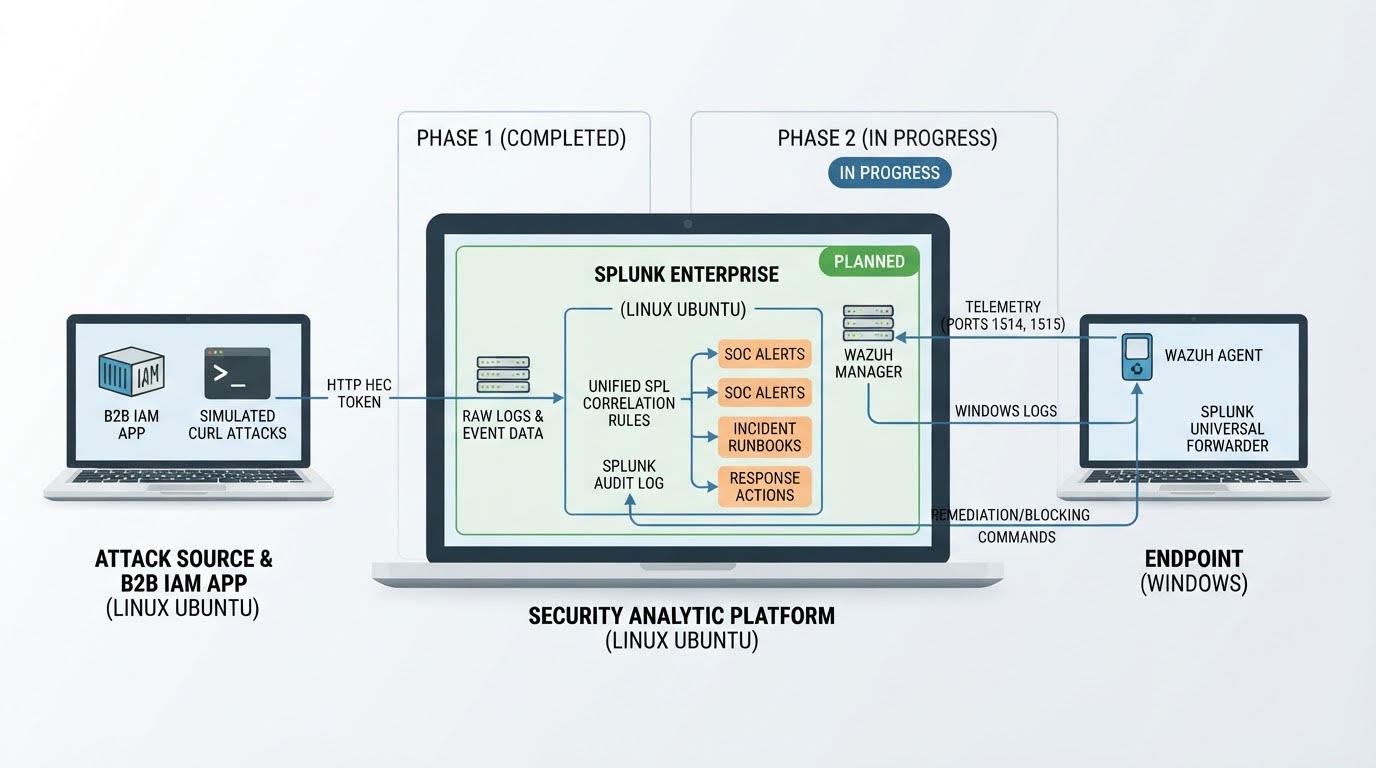 PHASE 1 (COMPLETED)
PHASE 2 (IN PROGRESS)
IN PROGRESS
PLANNED
SPLUNK ENTERPRISE
(LINUX UBUNTU)
IAM
>_
B2B IAM
APP
SIMULATED
CURL ATTACKS
HTTP HEC
TOKEN
RAW LOGS &
EVENT DATA
UNIFIED SPL
CORRELATION
RULES
SPLUNK
AUDIT LOG
SOC ALERTS
SOC ALERTS
INCIDENT
RUNBOOKS
RESPONSE
ACTIONS
WAZUH
MANAGER
TELEMETRY
(PORTS 1514, 1515)
WINDOWS LOGS
REMEDIATION/BLOCKING
COMMANDS
WAZUH AGENT
SPLUNK
UNIVERSAL
FORWARDER
ATTACK SOURCE &
B2B IAM APP
(LINUX UBUNTU)
SECURITY ANALYTIC PLATFORM
(LINUX UBUNTU)
ENDPOINT
(WINDOWS)